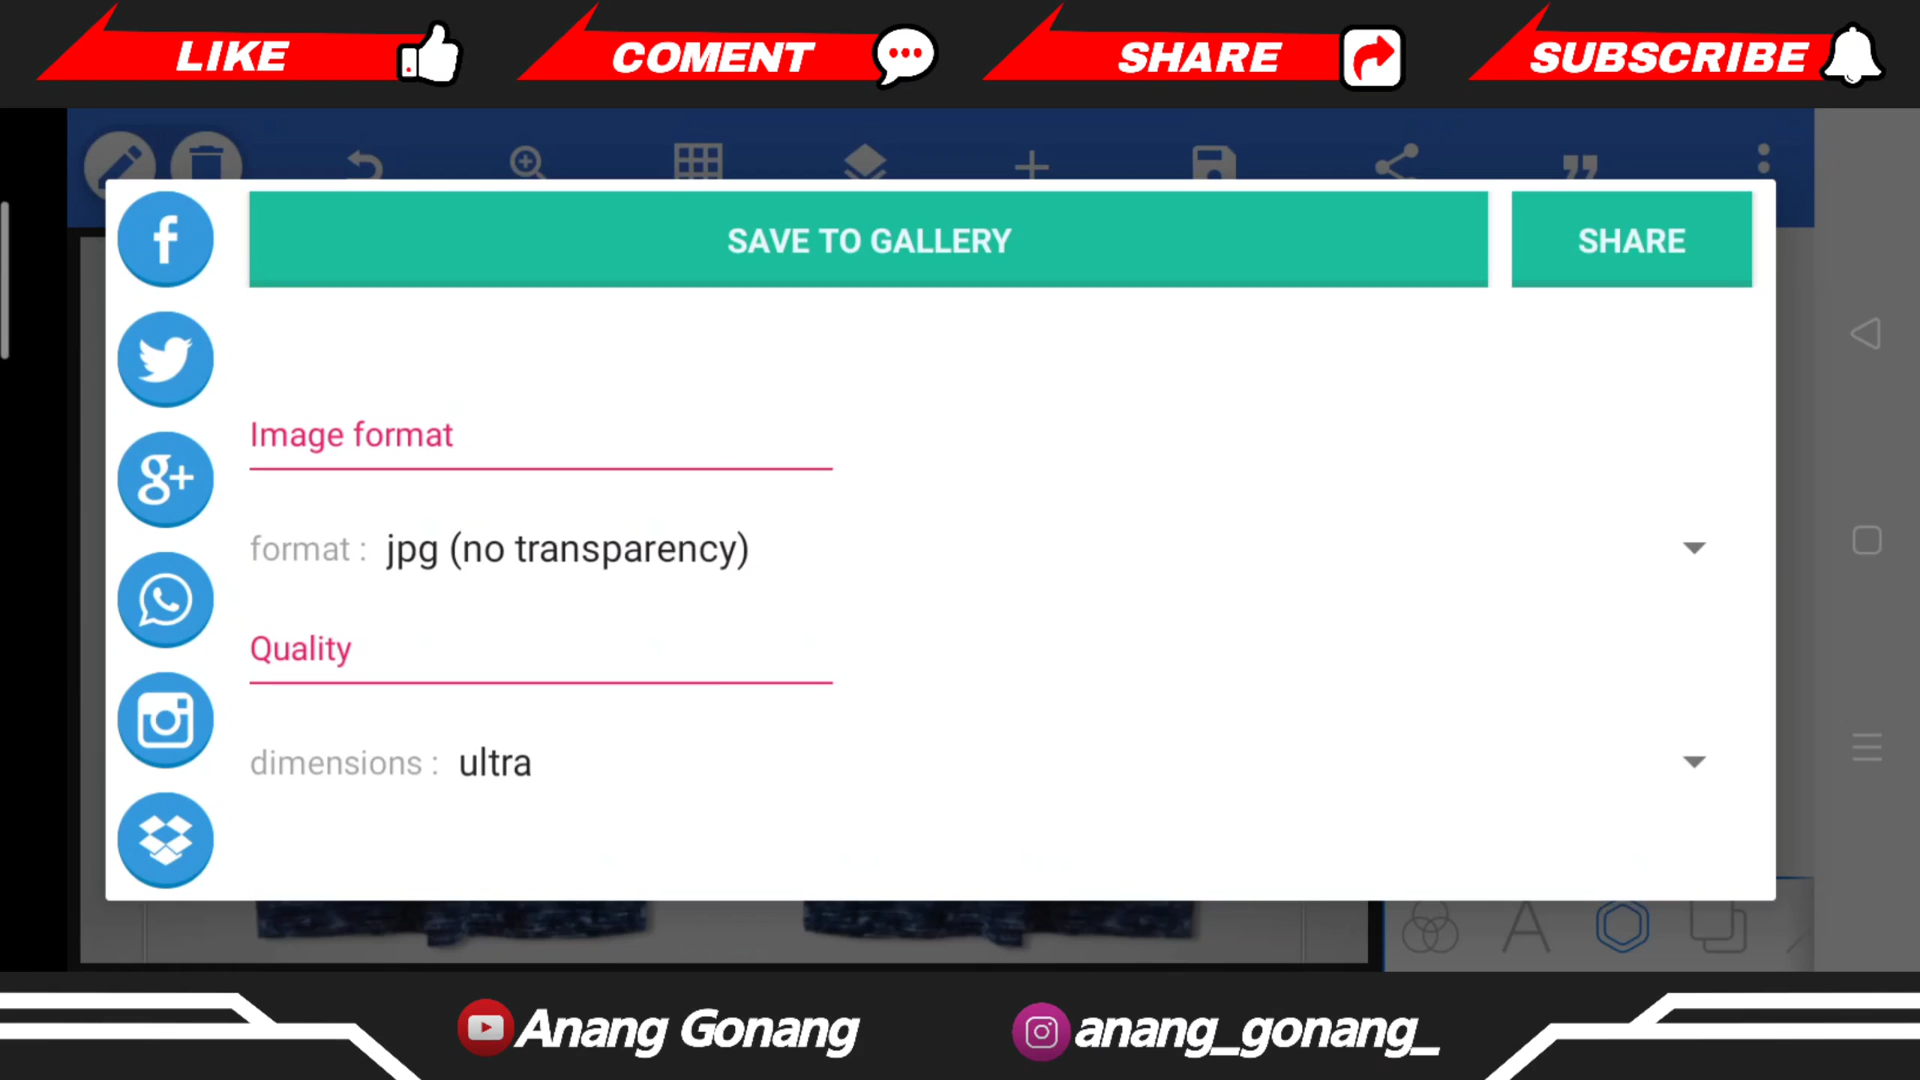 LIKE
COMENT
SHARE
SUBSCRIBE
SAVE TO GALLERY
SHARE
Image format
format : jpg (no transparency)
Quality
dimensions : ultra
Anang Gonang
anang_gonang_